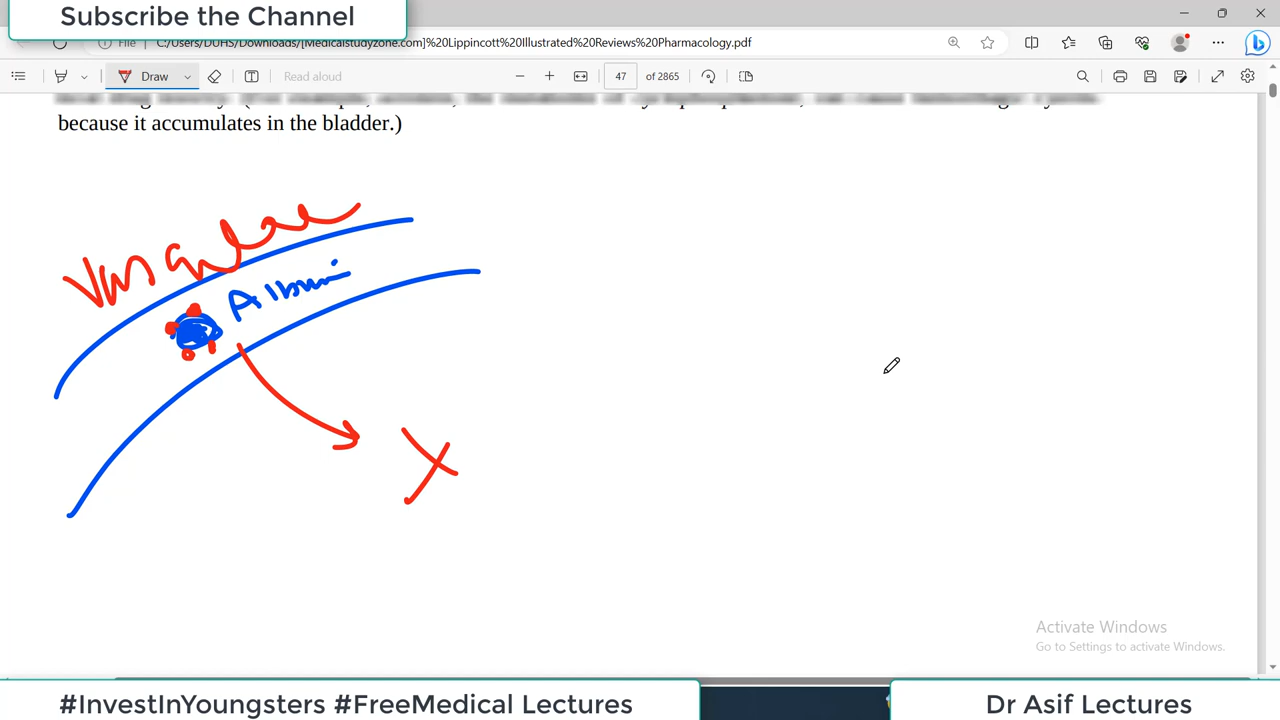 Subscribe the Channel
File C:/Users/DUHS/Downloads/[Medicalstudyzone.com]%20Lippincott%20Illustrated%20Reviews%20Pharmacology.pdf
Draw Read aloud 47 of 2865
because it accumulates in the bladder.)
Activate Windows
Go to Settings to activate Windows.
#InvestInYoungsters #FreeMedical Lectures
Dr Asif Lectures